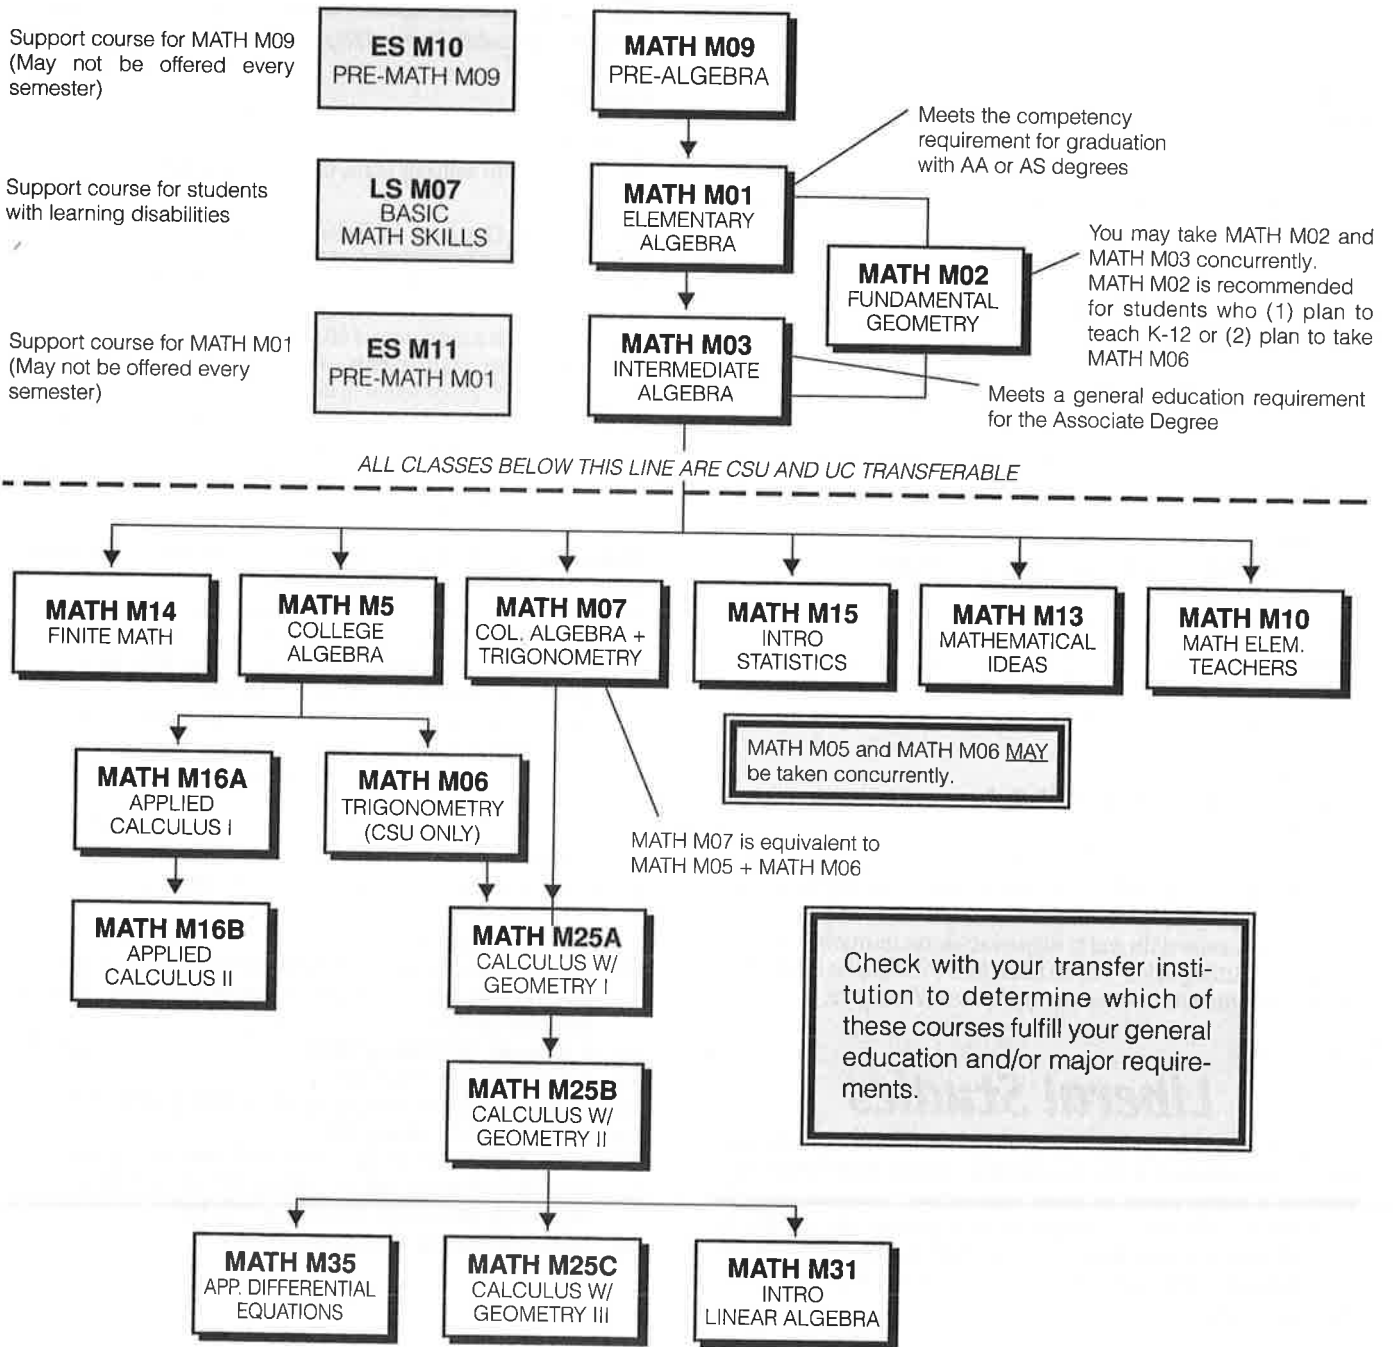 Support course for MATH M09
(May not be offered every
semester)
ES M10
PRE-MATH M09
MATH M09
PRE-ALGEBRA
Meets the competency
requirement for graduation
with AA or AS degrees
Support course for students
with learning disabilities
LS M07
BASIC
MATH SKILLS
MATH M01
ELEMENTARY
ALGEBRA
MATH M02
FUNDAMENTAL
GEOMETRY
You may take MATH M02 and
MATH M03 concurrently.
MATH M02 is recommended
for students who (1) plan to
teach K-12 or (2) plan to take
MATH M06
Support course for MATH M01
(May not be offered every
semester)
ES M11
PRE-MATH M01
MATH M03
INTERMEDIATE
ALGEBRA
Meets a general education requirement
for the Associate Degree
ALL CLASSES BELOW THIS LINE ARE CSU AND UC TRANSFERABLE
MATH M14
FINITE MATH
MATH M5
COLLEGE
ALGEBRA
MATH M07
COL. ALGEBRA +
TRIGONOMETRY
MATH M15
INTRO
STATISTICS
MATH M13
MATHEMATICAL
IDEAS
MATH M10
MATH ELEM.
TEACHERS
MATH M16A
APPLIED
CALCULUS I
MATH M06
TRIGONOMETRY
(CSU ONLY)
MATH M05 and MATH M06 MAY
be taken concurrently.
MATH M07 is equivalent to
MATH M05 + MATH M06
MATH M16B
APPLIED
CALCULUS II
MATH M25A
CALCULUS W/
GEOMETRY I
Check with your transfer insti-
tution to determine which of
these courses fulfill your general
education and/or major require-
ments.
Liberal Studies
MATH M25B
CALCULUS W/
GEOMETRY II
MATH M35
APP. DIFFERENTIAL
EQUATIONS
MATH M25C
CALCULUS W/
GEOMETRY III
MATH M31
INTRO
LINEAR ALGEBRA